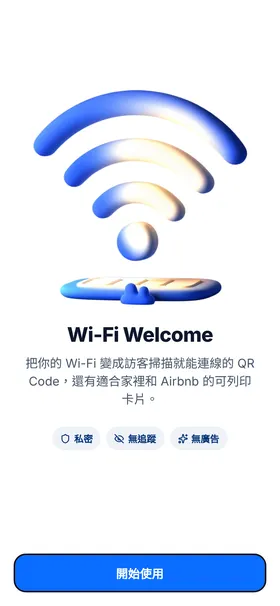 Wi-Fi Welcome
把你的 Wi-Fi 變成訪客掃描就能連線的 QR
Code，還有適合家裡和 Airbnb 的可列印
卡片。
私密 無追蹤 無廣告
開始使用